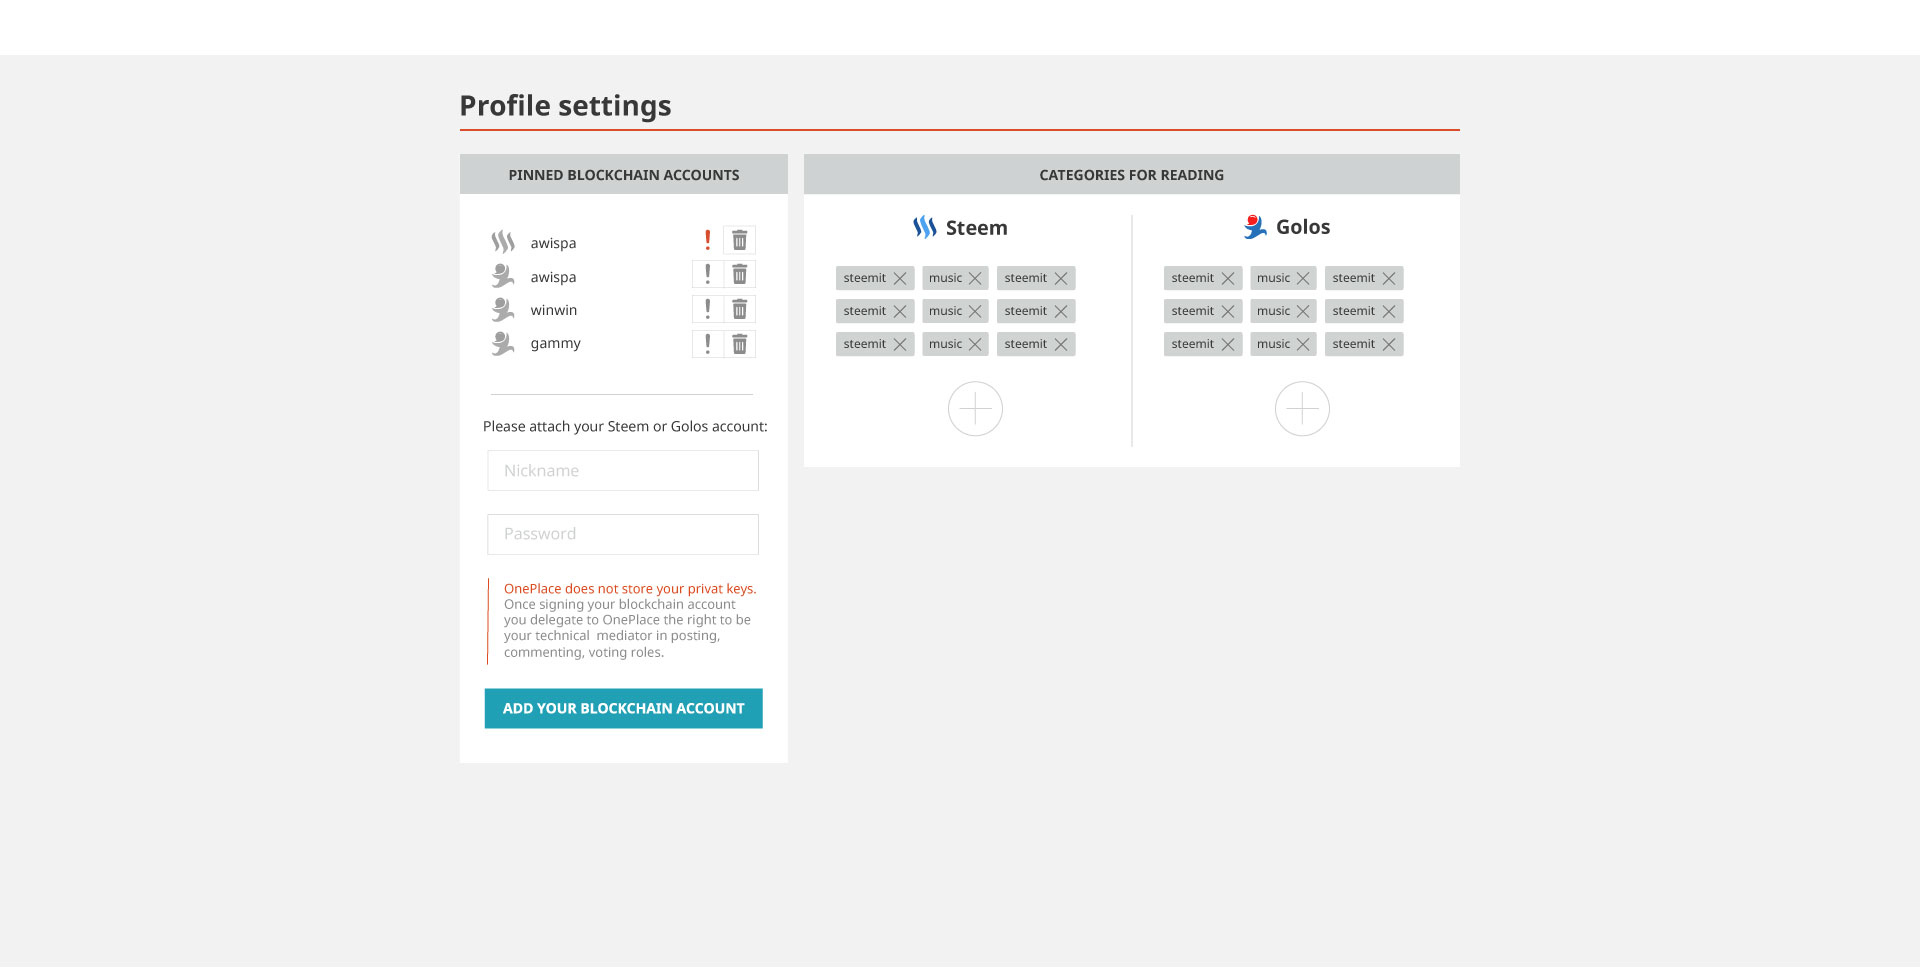 Profile settings
PINNED BLOCKCHAIN ACCOUNTS
awispa
awispa
winwin
gammy
Please attach your Steem or Golos account:
Nickname
Password
OnePlace does not store your privat keys.
Once signing your blockchain account
you delegate to OnePlace the right to be
your technical  mediator in posting,
commenting, voting roles.
ADD YOUR BLOCKCHAIN ACCOUNT
CATEGORIES FOR READING
Steem
steemit music steemit
steemit music steemit
steemit music steemit
Golos
steemit music steemit
steemit music steemit
steemit music steemit